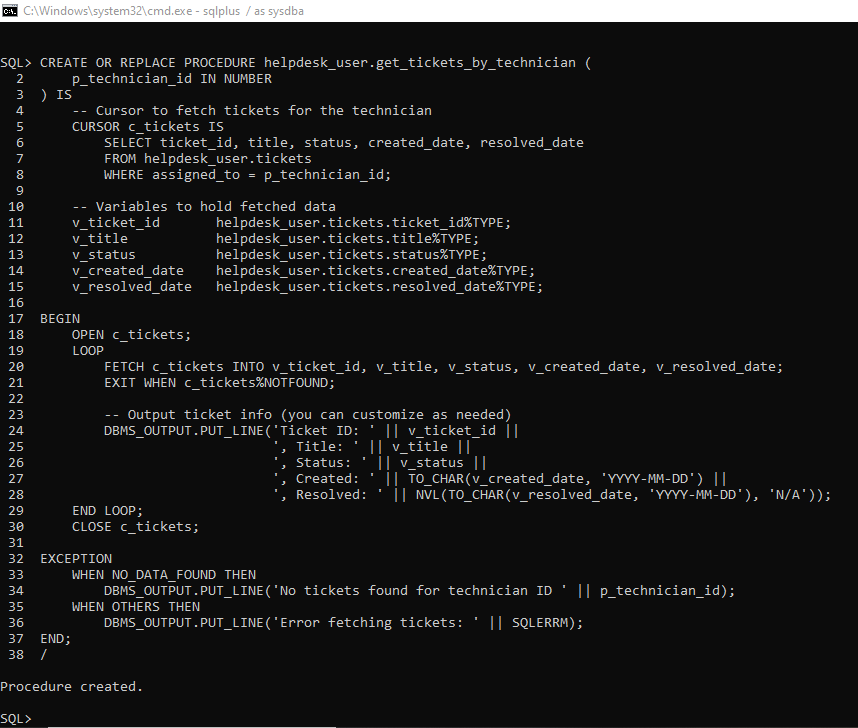 C:\Windows\system32\cmd.exe - sqlplus  / as sysdba
SQL> CREATE OR REPLACE PROCEDURE helpdesk_user.get_tickets_by_technician (
  2      p_technician_id IN NUMBER
  3  ) IS
  4      -- Cursor to fetch tickets for the technician
  5      CURSOR c_tickets IS
  6          SELECT ticket_id, title, status, created_date, resolved_date
  7          FROM helpdesk_user.tickets
  8          WHERE assigned_to = p_technician_id;
  9
 10      -- Variables to hold fetched data
 11      v_ticket_id       helpdesk_user.tickets.ticket_id%TYPE;
 12      v_title           helpdesk_user.tickets.title%TYPE;
 13      v_status          helpdesk_user.tickets.status%TYPE;
 14      v_created_date    helpdesk_user.tickets.created_date%TYPE;
 15      v_resolved_date   helpdesk_user.tickets.resolved_date%TYPE;
 16
 17  BEGIN
 18      OPEN c_tickets;
 19      LOOP
 20          FETCH c_tickets INTO v_ticket_id, v_title, v_status, v_created_date, v_resolved_date;
 21          EXIT WHEN c_tickets%NOTFOUND;
 22
 23          -- Output ticket info (you can customize as needed)
 24          DBMS_OUTPUT.PUT_LINE('Ticket ID: ' || v_ticket_id ||
 25                               ', Title: ' || v_title ||
 26                               ', Status: ' || v_status ||
 27                               ', Created: ' || TO_CHAR(v_created_date, 'YYYY-MM-DD') ||
 28                               ', Resolved: ' || NVL(TO_CHAR(v_resolved_date, 'YYYY-MM-DD'), 'N/A'));
 29      END LOOP;
 30      CLOSE c_tickets;
 31
 32  EXCEPTION
 33      WHEN NO_DATA_FOUND THEN
 34          DBMS_OUTPUT.PUT_LINE('No tickets found for technician ID ' || p_technician_id);
 35      WHEN OTHERS THEN
 36          DBMS_OUTPUT.PUT_LINE('Error fetching tickets: ' || SQLERRM);
 37  END;
 38  /
Procedure created.
SQL>